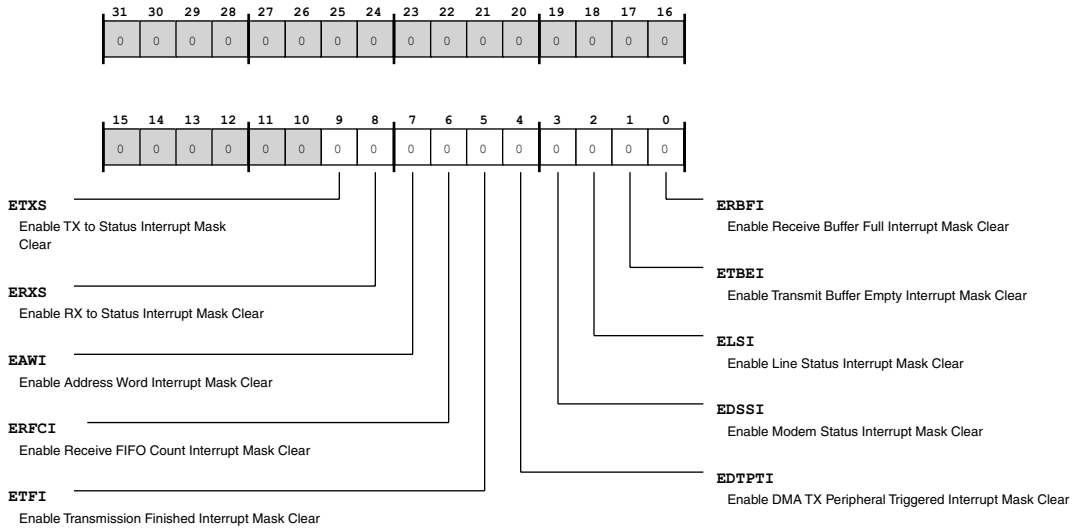 31 30 29 28 27 26 25 24 23 22 21 20 19 18 17 16
0 0 0 0 0 0 0 0 0 0 0 0 0 0 0 0
15 14 13 12 11 10 9 8 7 6 5 4 3 2 1 0
0 0 0 0 0 0 0 0 0 0 0 0 0 0 0 0
ETXS
Enable TX to Status Interrupt Mask
Clear
ERXS
Enable RX to Status Interrupt Mask Clear
EAWI
Enable Address Word Interrupt Mask Clear
ERFCI
Enable Receive FIFO Count Interrupt Mask Clear
ETFI
Enable Transmission Finished Interrupt Mask Clear
ERBFI
Enable Receive Buffer Full Interrupt Mask Clear
ETBEI
Enable Transmit Buffer Empty Interrupt Mask Clear
ELSI
Enable Line Status Interrupt Mask Clear
EDSSI
Enable Modem Status Interrupt Mask Clear
EDTPTI
Enable DMA TX Peripheral Triggered Interrupt Mask Clear